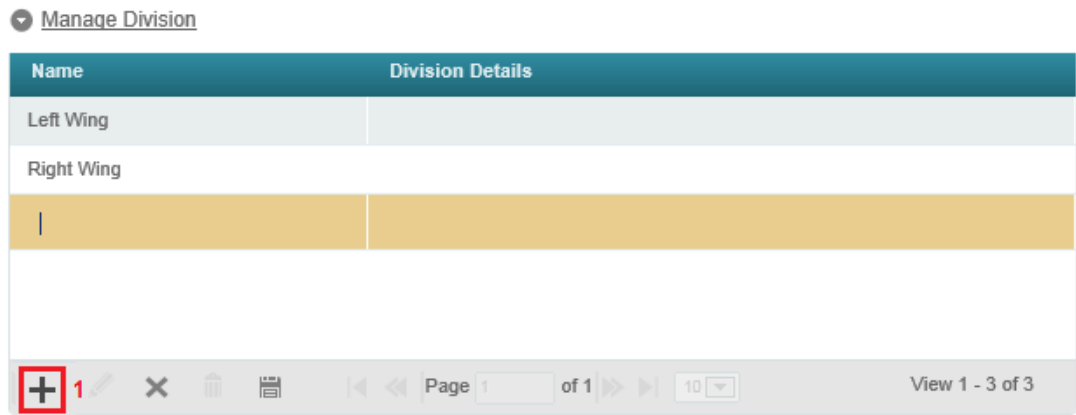 Manage Division
Name Division Details
Left Wing
Right Wing
1 Page 1 of 1 10 View 1 - 3 of 3